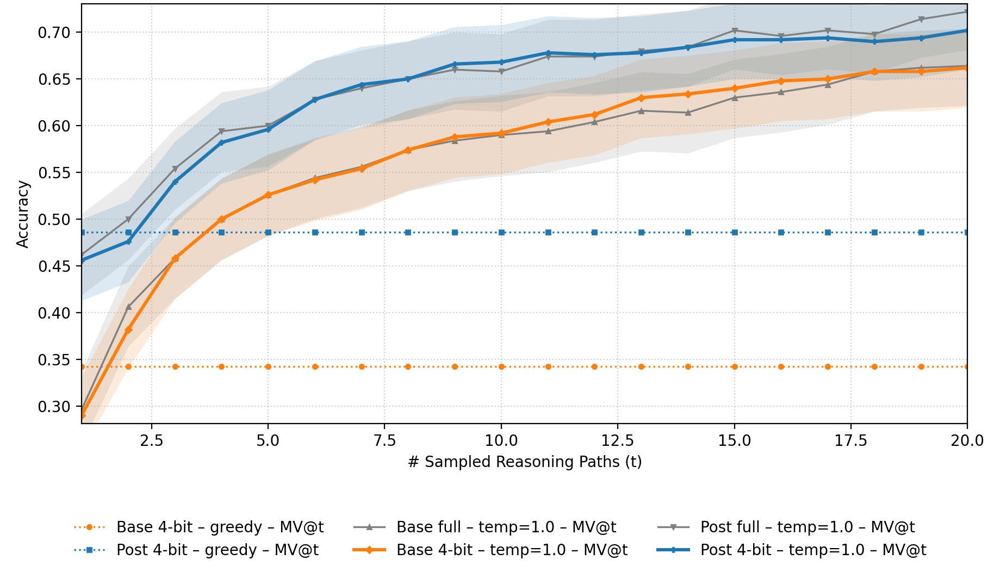 0.70
0.65
0.60
0.55
0.50
0.45
0.40
0.35
0.30
Accuracy
2.5 5.0 7.5 10.0 12.5 15.0 17.5 20.0
# Sampled Reasoning Paths (t)
Base 4-bit – greedy – MV@t Base full – temp=1.0 – MV@t Post full – temp=1.0 – MV@t
Post 4-bit – greedy – MV@t Base 4-bit – temp=1.0 – MV@t Post 4-bit – temp=1.0 – MV@t